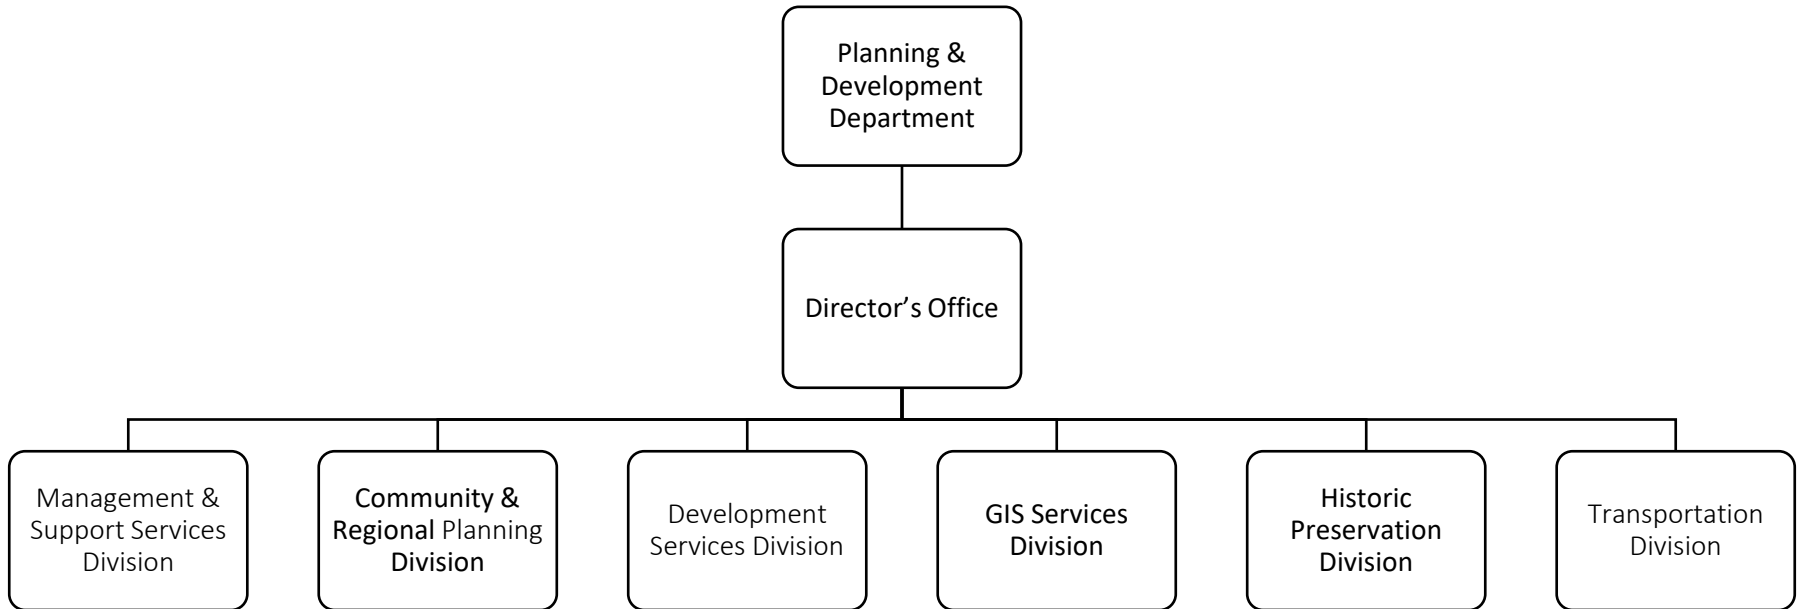 Planning &
Development
Department
Director’s Office
Management &
Support Services
Division
Community &
Regional Planning
Division
Development
Services Division
GIS Services
Division
Historic
Preservation
Division
Transportation
Division